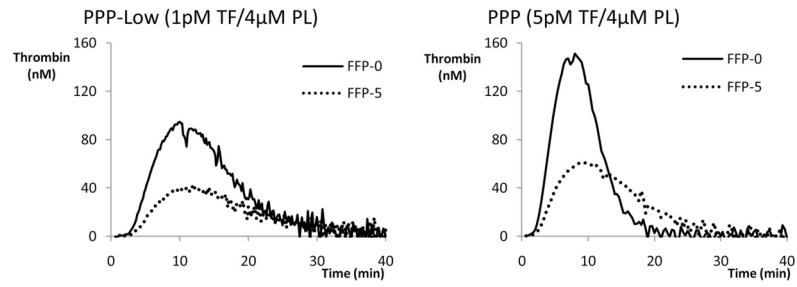 PPP-Low (1pM TF/4µM PL)
Thrombin
(nM)
160
120
80
40
0
FFP-0
FFP-5
0
10
20
30
40
Time (min)
PPP (5pM TF/4µM PL)
Thrombin
(nM)
160
120
80
40
0
FFP-0
FFP-5
0
10
20
30
40
Time (min)